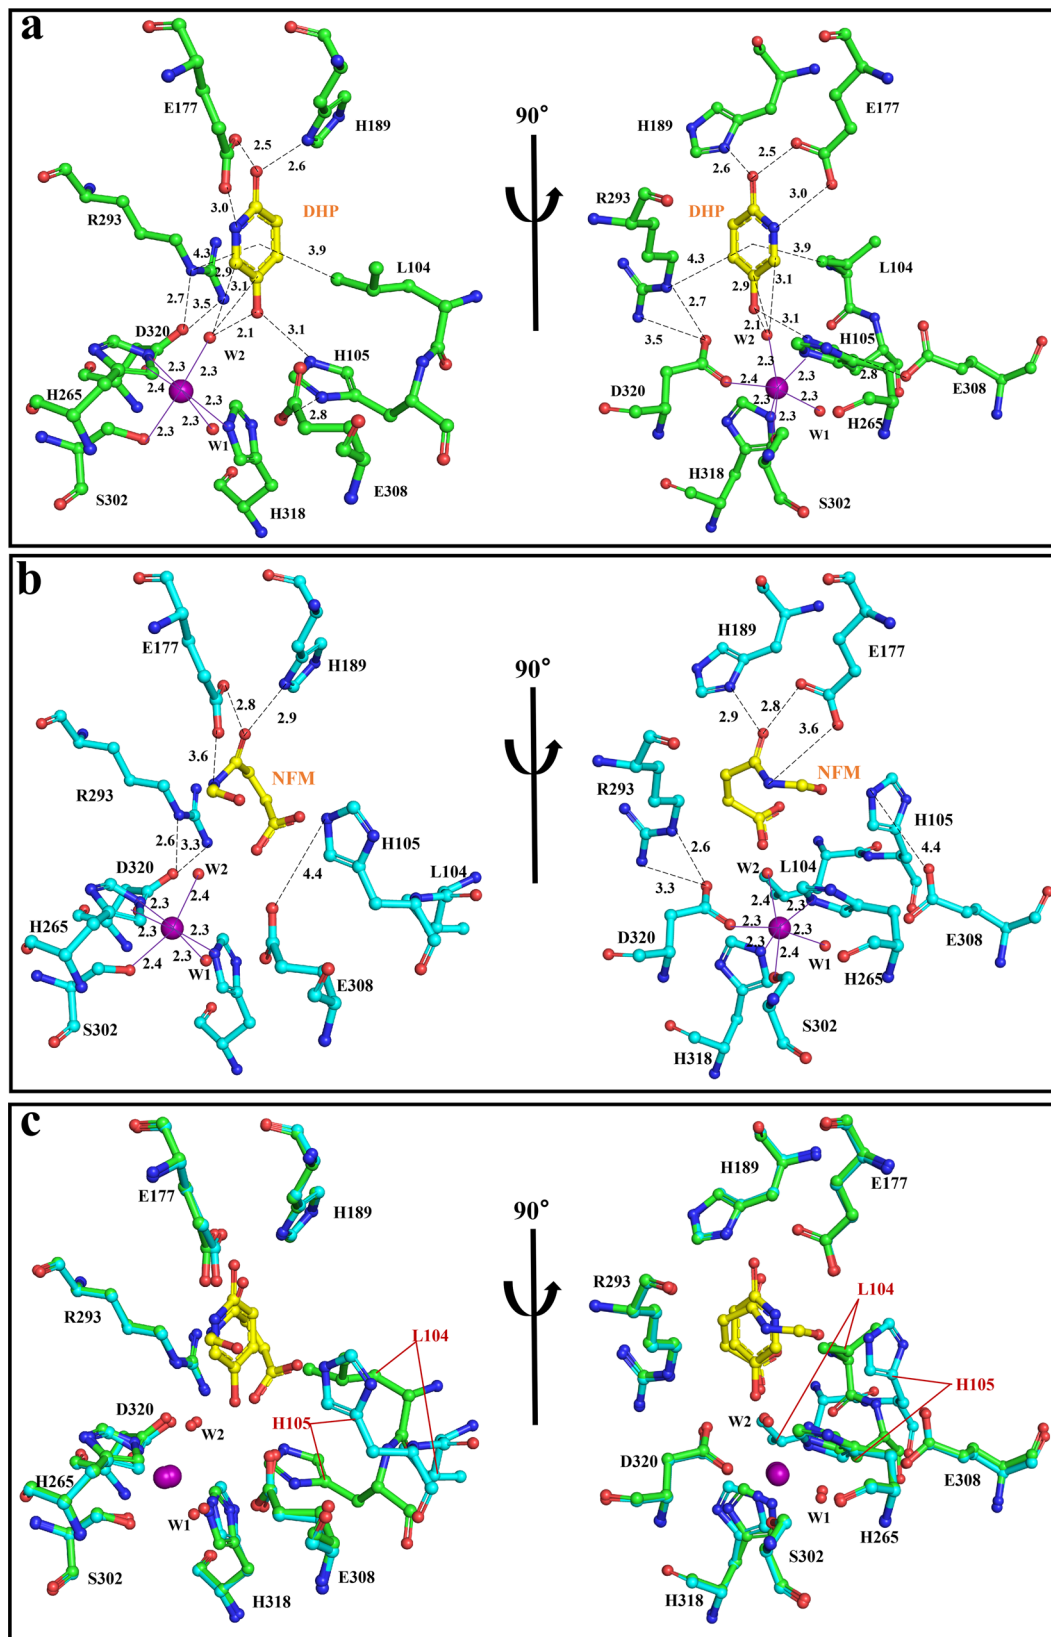 a
E177
H189
2.5
2.6
3.0
R293
DHP
4.3
2.9
3.9
3.1
L104
2.7
3.5
D320
2.1
3.1
W2
H105
2.3
2.3
2.4
H265
2.3
2.8
2.3
2.3
W1
E308
S302
H318
90°
H189
E177
2.6
2.5
3.0
R293
DHP
4.3
3.9
L104
3.1
2.9
2.7
2.1
3.1
H105
3.5
W2
2.3
D320
2.4
2.3
2.8
E308
2.3
2.3
2.3
W1
H265
H318
S302
b
E177
H189
2.8
2.9
3.6
NFM
R293
2.6
3.3
H105
D320
W2
4.4
L104
2.3
2.4
H265
2.3
2.3
2.3
2.4
W1
E308
S302
90°
H189
E177
2.9
2.8
3.6
R293
NFM
H105
2.6
4.4
3.3
W2
L104
2.4
2.3
2.3
2.3
D320
2.3
2.4
W1
E308
H265
S302
H318
c
E177
H189
R293
L104
D320
W2
H105
H265
W1
S302
H318
E308
90°
H189
E177
R293
L104
H105
W2
D320
W1
E308
H265
S302
H318